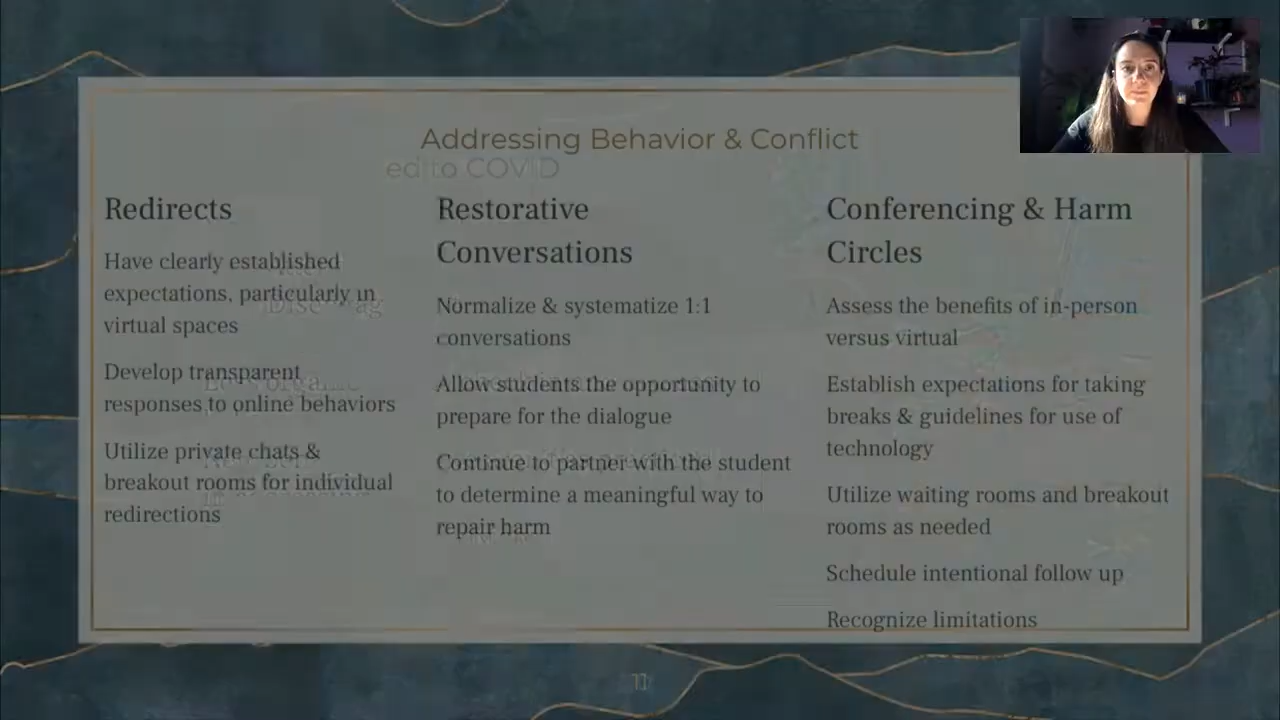 Addressing Behavior & Conflict
ed to COVID
Redirects
Have clearly established
expectations, particularly in
virtual spaces
Develop transparent
responses to online behaviors
Utilize private chats &
breakout rooms for individual
redirections
Restorative
Conversations
Normalize & systematize 1:1
conversations
Allow students the opportunity to
prepare for the dialogue
Continue to partner with the student
to determine a meaningful way to
repair harm
Conferencing & Harm
Circles
Assess the benefits of in-person
versus virtual
Establish expectations for taking
breaks & guidelines for use of
technology
Utilize waiting rooms and breakout
rooms as needed
Schedule intentional follow up
Recognize limitations
11